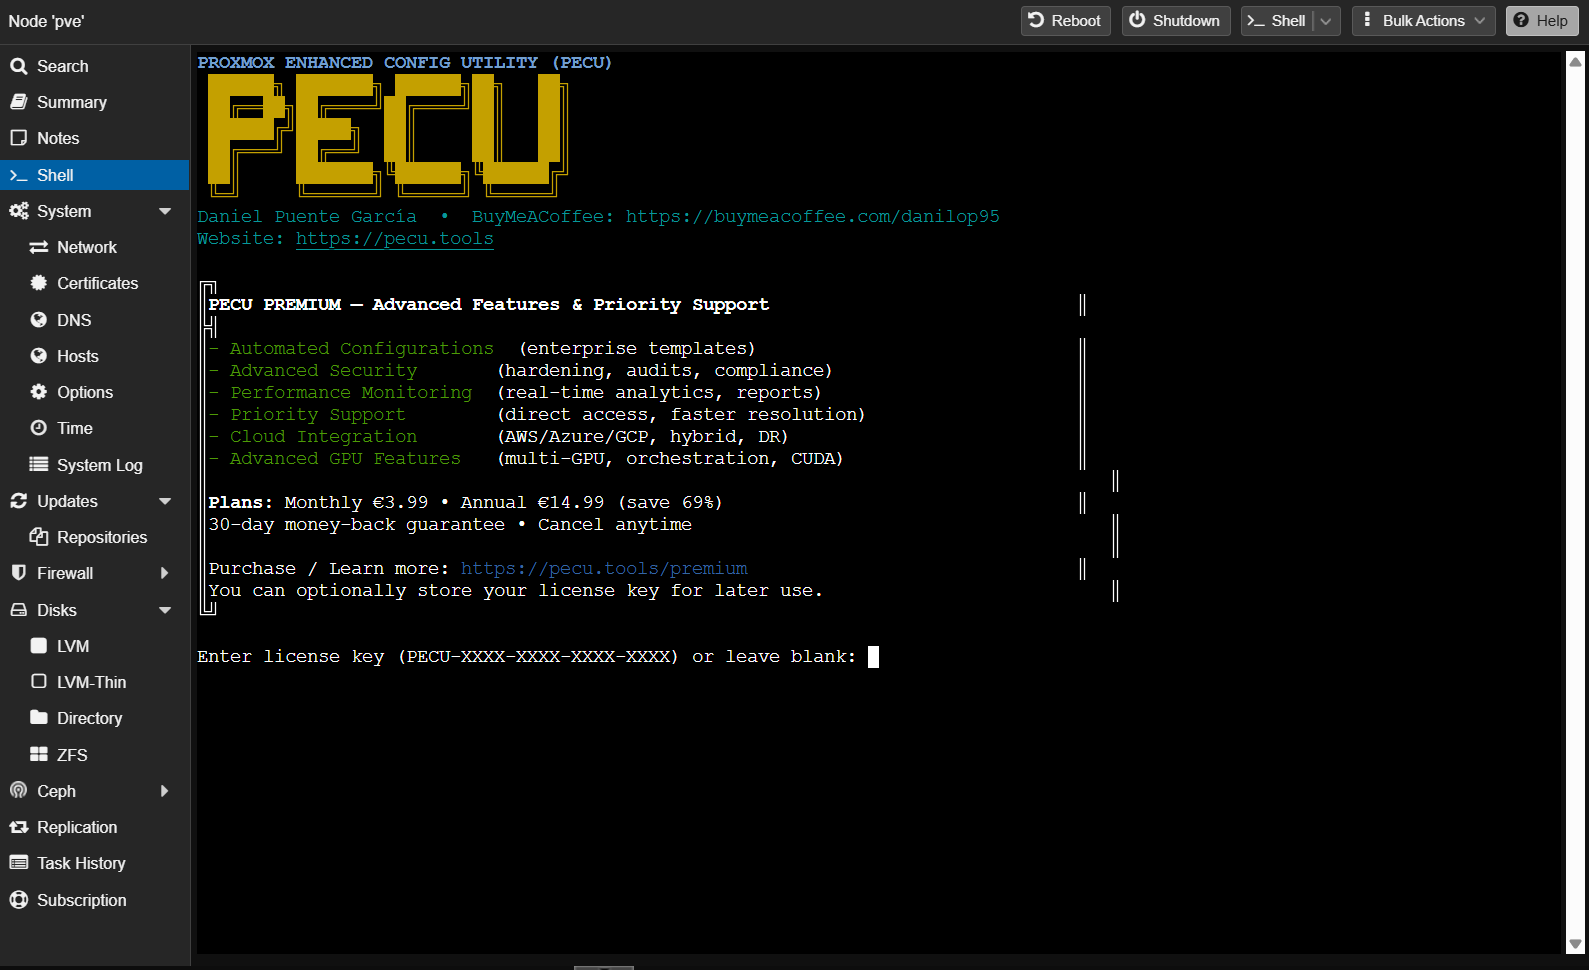 Node 'pve'
Reboot
Shutdown
Shell
Bulk Actions
Help
Search
Summary
Notes
Shell
System
Network
Certificates
DNS
Hosts
Options
Time
System Log
Updates
Repositories
Firewall
Disks
LVM
LVM-Thin
Directory
ZFS
Ceph
Replication
Task History
Subscription
PROXMOX ENHANCED CONFIG UTILITY (PECU)
PECU
Daniel Puente García • BuyMeACoffee: https://buymeacoffee.com/danilop95
Website: https://pecu.tools
PECU PREMIUM — Advanced Features & Priority Support
- Automated Configurations (enterprise templates)
- Advanced Security (hardening, audits, compliance)
- Performance Monitoring (real-time analytics, reports)
- Priority Support (direct access, faster resolution)
- Cloud Integration (AWS/Azure/GCP, hybrid, DR)
- Advanced GPU Features (multi-GPU, orchestration, CUDA)
Plans: Monthly €3.99 • Annual €14.99 (save 69%)
30-day money-back guarantee • Cancel anytime
Purchase / Learn more: https://pecu.tools/premium
You can optionally store your license key for later use.
Enter license key (PECU-XXXX-XXXX-XXXX-XXXX) or leave blank: